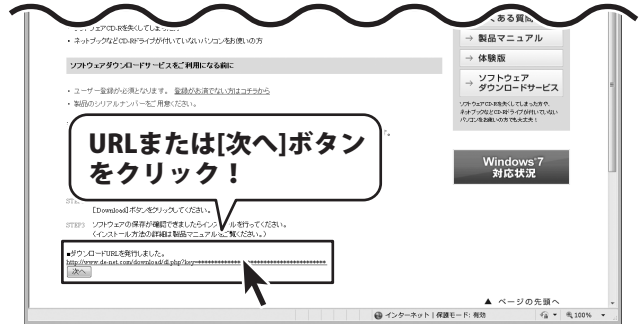 ソフトウェアCD-Rを失くしてしまった方
・ ネットブックなどCD-Rドライブが付いていないパソコンをお使いの方
ソフトウェアダウンロードサービスをご利用になる前に
・ ユーザー登録が必須となります。 登録がお済でない方はコチラから
・ 製品のシリアルナンバーをご用意ください。
URLまたは[次へ]ボタン
をクリック！
[Download]ボタンをクリックしてください。
STEP3 ソフトウェアの保存が確認できましたらインストールを行ってください。
(インストール方法の詳細は製品マニュアルをご覧ください。)
■ダウンロードURLを発行しました。
http://www.de-net.com/download/dl.php?key=
次へ
よくある質問
→ 製品マニュアル
→ 体験版
→ ソフトウェア
ダウンロードサービス
ソフトウェアCD-Rを失くしてしまった方や、
ネットブックなどCD-Rドライブが付いていない
パソコンをお使いの方でも大丈夫！
Windows®7
対応状況
▲ ページの先頭へ
インターネット | 保護モード: 有効
100%